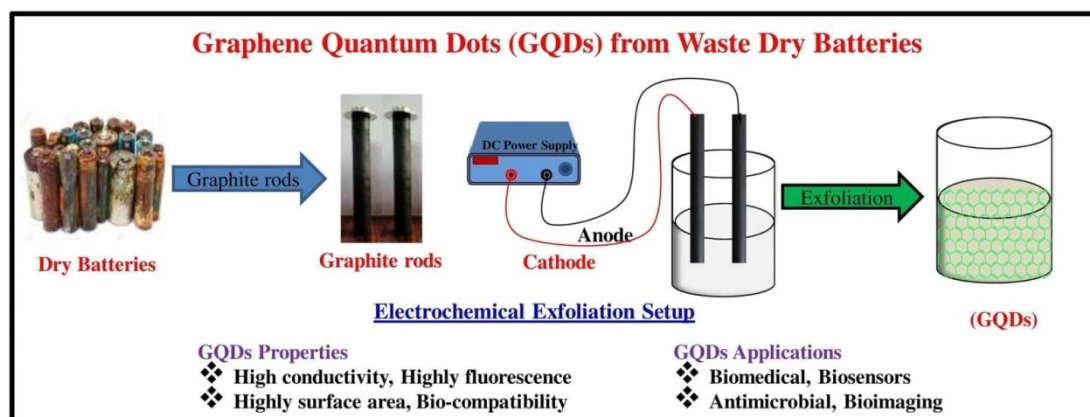 Graphene Quantum Dots (GQDs) from Waste Dry Batteries
DC Power Supply
Graphite rods
Exfoliation
Anode
Dry Batteries
Graphite rods
Cathode
Electrochemical Exfoliation Setup
(GQDs)
GQDs Properties
High conductivity, Highly fluorescence
Highly surface area, Bio-compatibility
GQDs Applications
Biomedical, Biosensors
Antimicrobial, Bioimaging